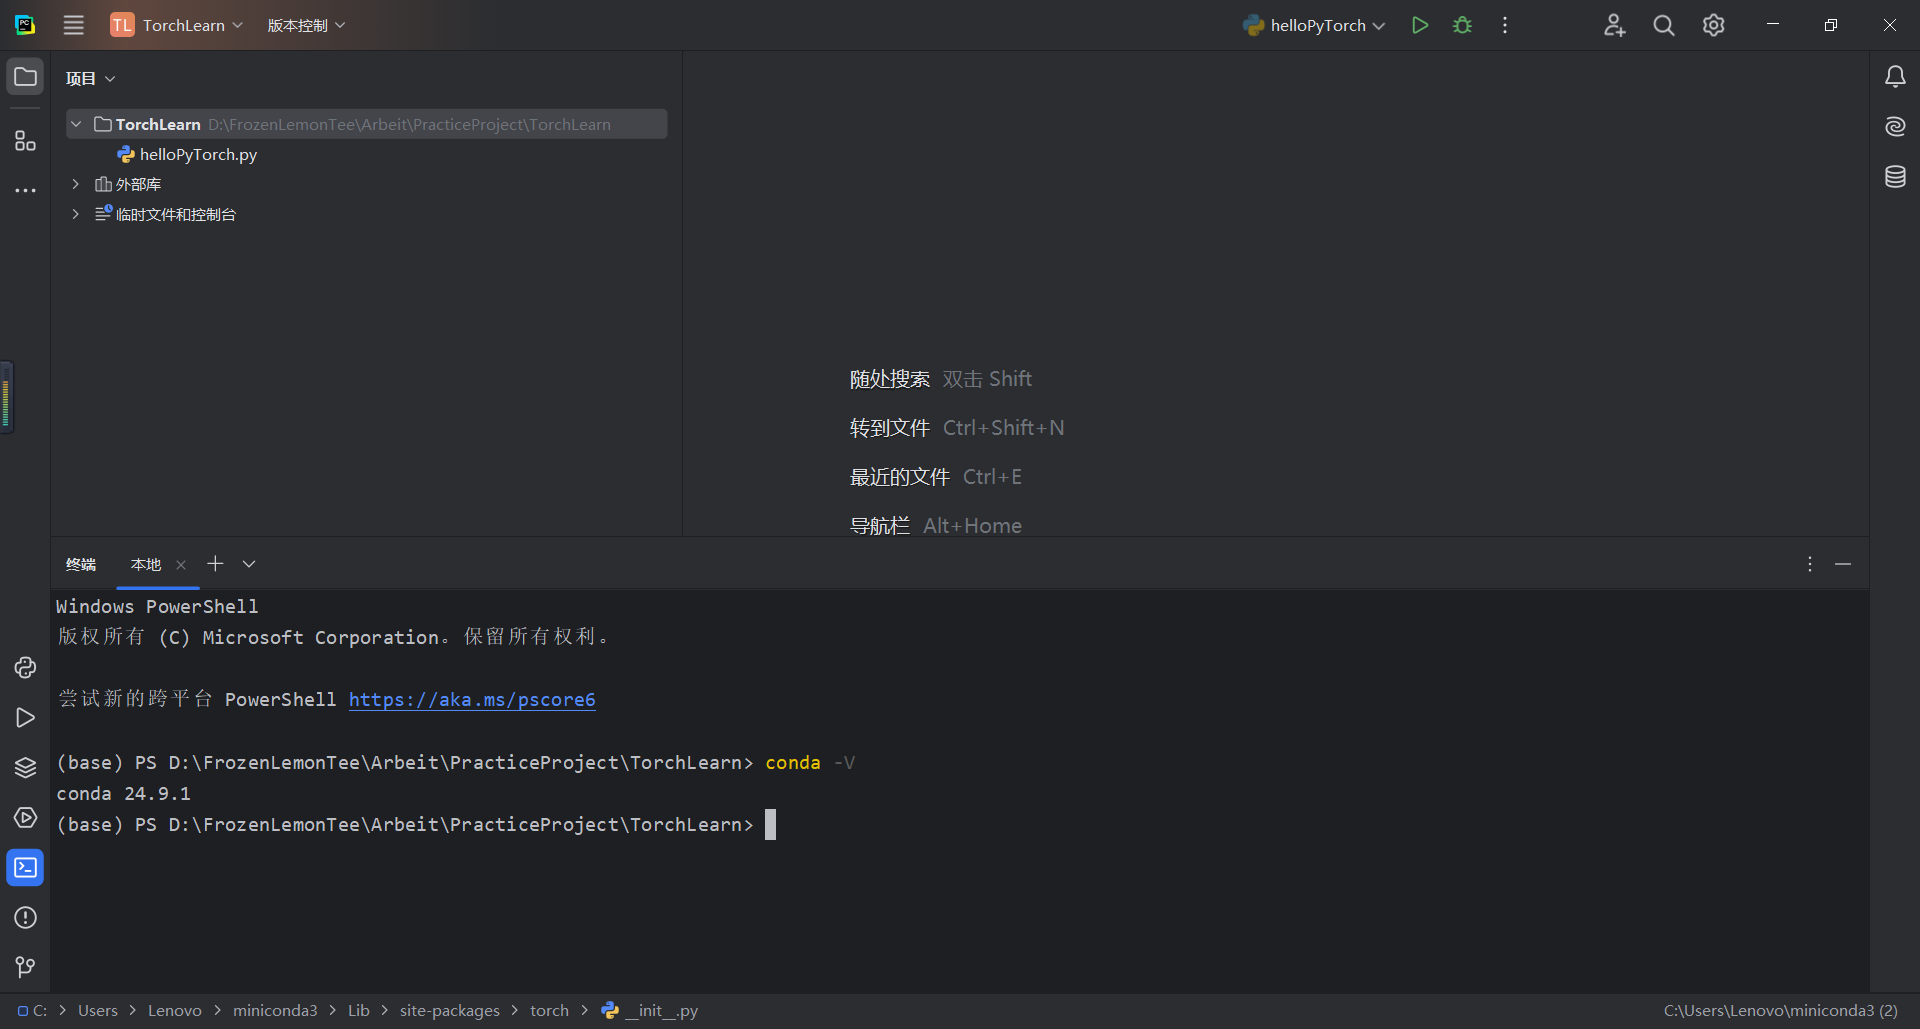 PC
TL TorchLearn 版本控制 helloPyTorch
项目
TorchLearn D:\FrozenLemonTee\Arbeit\PracticeProject\TorchLearn
helloPyTorch.py
外部库
临时文件和控制台
随处搜索 双击 Shift
转到文件 Ctrl+Shift+N
最近的文件 Ctrl+E
导航栏 Alt+Home
终端 本地
Windows PowerShell
版权所有 (C) Microsoft Corporation。保留所有权利。
尝试新的跨平台 PowerShell https://aka.ms/pscore6
(base) PS D:\FrozenLemonTee\Arbeit\PracticeProject\TorchLearn> conda -V
conda 24.9.1
(base) PS D:\FrozenLemonTee\Arbeit\PracticeProject\TorchLearn>
C: > Users > Lenovo > miniconda3 > Lib > site-packages > torch > __init__.py C:\Users\Lenovo\miniconda3 (2)